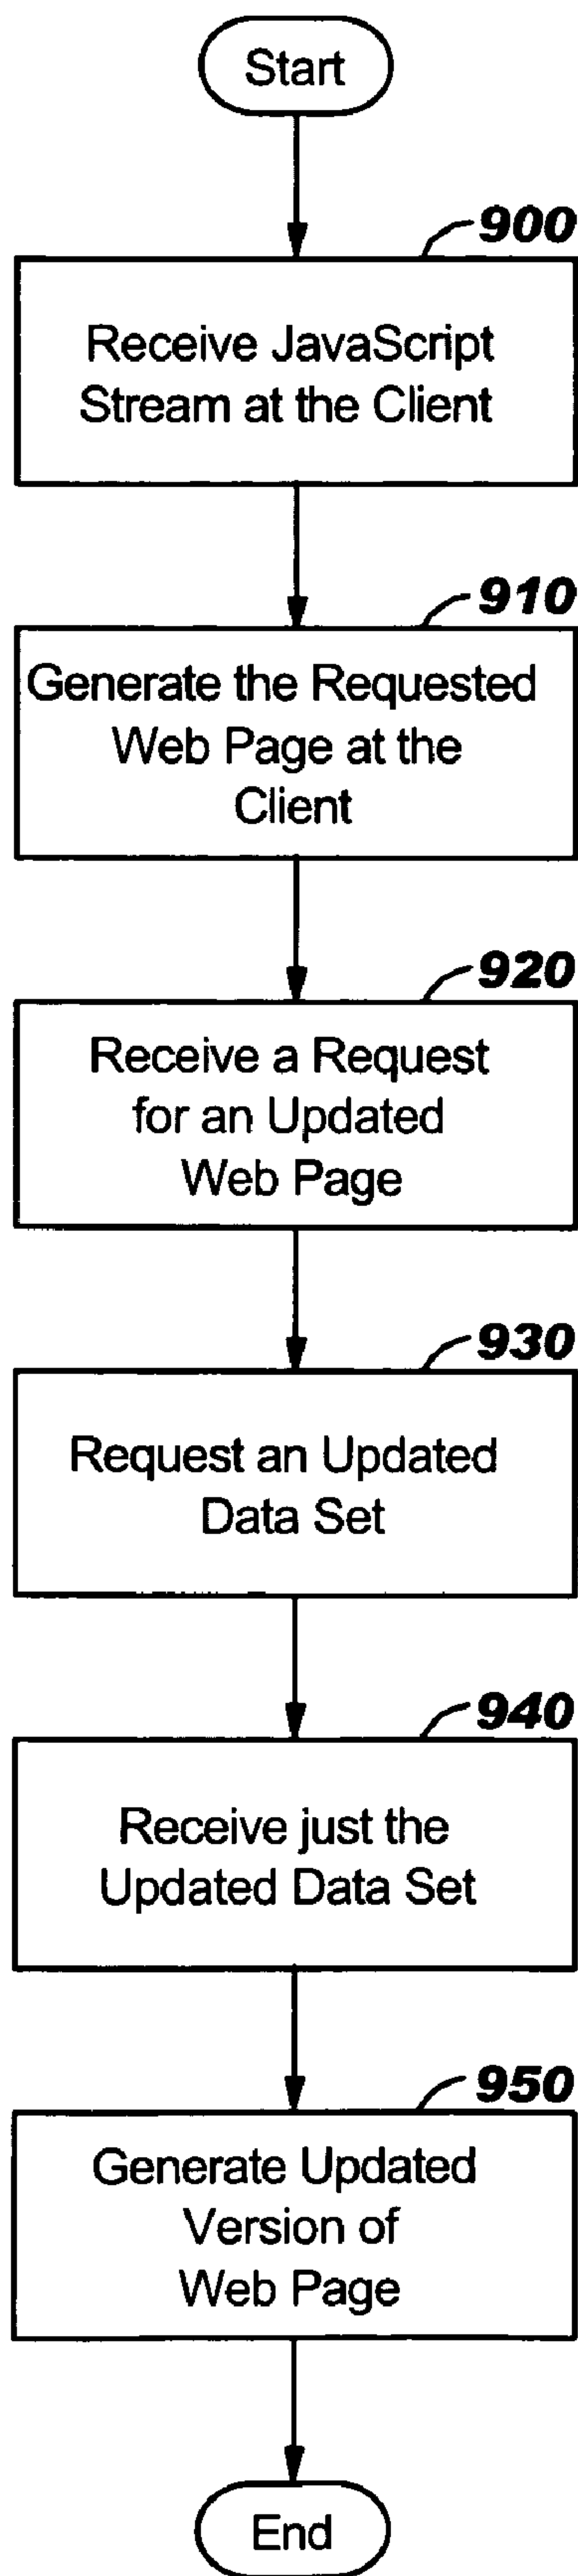 Start
900
Receive JavaScript
Stream at the Client
910
Generate the Requested
Web Page at the
Client
920
Receive a Request
for an Updated
Web Page
930
Request an Updated
Data Set
940
Receive just the
Updated Data Set
950
Generate Updated
Version of
Web Page
End